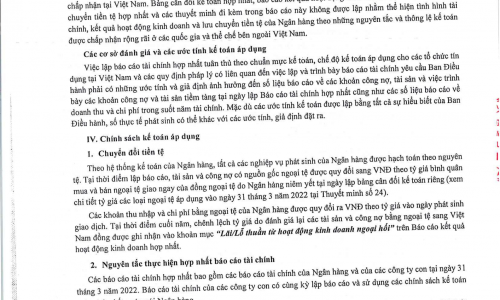 chấp nhận tại Việt Nam. Bảng cân đối kế toán hợp nhất, báo cáo
chuyển tiền tệ hợp nhất và các thuyết minh đi kèm trong báo cáo này không được lập nhằm thể hiện tình hình tài
chính, kết quả hoạt động kinh doanh và lưu chuyển tiền tệ của Ngân hàng theo những nguyên tắc và thông lệ kế toán
được chấp nhận rộng rãi ở các quốc gia và thể chế bên ngoài Việt Nam.
Các cơ sở đánh giá và các ước tính kế toán áp dụng
Việc lập báo cáo tài chính hợp nhất tuân thủ theo chuẩn mực kế toán, chế độ kế toán áp dụng cho các tổ chức tín
dụng tại Việt Nam và các quy định pháp lý có liên quan đến việc lập và trình bày báo cáo tài chính yêu cầu Ban Điều
hành phải có những ước tính và giả định ảnh hưởng đến số liệu báo cáo về các khoản công nợ, tài sản và việc trình
bày các khoản công nợ và tài sản tiềm tàng tại ngày lập Báo cáo tài chính hợp nhất cũng như các số liệu báo cáo về
doanh thu và chi phí trong suốt năm tài chính. Mặc dù các ước tính kế toán được lập bằng tất cả sự hiểu biết của Ban
Điều hành, số thực tế phát sinh có thể khác với các ước tính, giả định đặt ra.
IV. Chính sách kế toán áp dụng
1. Chuyển đổi tiền tệ
Theo hệ thống kế toán của Ngân hàng, tất cả các nghiệp vụ phát sinh của Ngân hàng được hạch toán theo nguyên
tệ. Tại thời điểm lập báo cáo, tài sản và công nợ có nguồn gốc ngoại tệ được quy đổi sang VNĐ theo tỷ giá bình quân
mua và bán ngoại tệ giao ngay của đồng ngoại tệ do Ngân hàng niêm yết tại ngày lập bảng cân đối kế toán riêng (xem
chi tiết tỷ giá các loại ngoại tệ áp dụng vào ngày 31 tháng 3 năm 2022 tại Thuyết minh số 24).
Các khoản thu nhập và chi phí bằng ngoại tệ của Ngân hàng được quy đổi ra VNĐ theo tỷ giá vào ngày phát sinh
giao dịch. Tại thời điểm cuối năm, chênh lệch tỷ giá do đánh giá lại các tài sản và công nợ bằng ngoại tệ sang Việt
Nam đồng được ghi nhận vào khoản mục "Lãi/Lỗ thuần từ hoạt động kinh doanh ngoại hối" trên Báo cáo kết quả
hoạt động kinh doanh hợp nhất.
2. Nguyên tắc thực hiện hợp nhất báo cáo tài chính
Các báo cáo tài chính hợp nhất bao gồm các báo cáo tài chính của Ngân hàng và của các công ty con tại ngày 31
tháng 3 năm 2022. Báo cáo của các công ty con có cùng kỳ lập báo cáo và sử dụng các chính sách kế toán